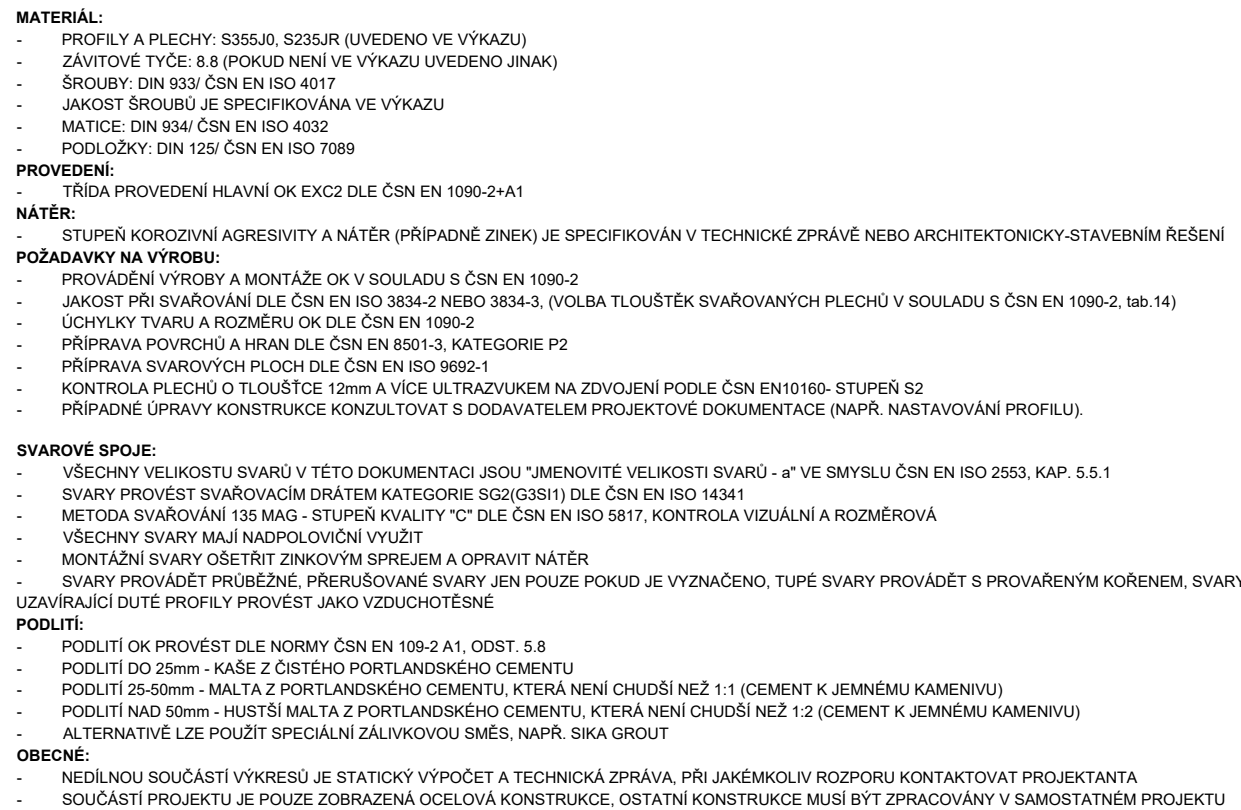 MATERIÁL:
- PROFILY A PLECHY: S355J0, S235JR (UVEDENO VE VÝKAZU)
- ZÁVITOVÉ TYČE: 8.8 (POKUD NENÍ VE VÝKAZU UVEDENO JINAK)
- ŠROUBY: DIN 933/ ČSN EN ISO 4017
- JAKOST ŠROUBŮ JE SPECIFIKOVÁNA VE VÝKAZU
- MATICE: DIN 934/ ČSN EN ISO 4032
- PODLOŽKY: DIN 125/ ČSN EN ISO 7089
PROVEDENÍ:
- TŘÍDA PROVEDENÍ HLAVNÍ OK EXC2 DLE ČSN EN 1090-2+A1
NÁTĚR:
- STUPEŇ KOROZIVNÍ AGRESIVITY A NÁTĚR (PŘÍPADNĚ ZINEK) JE SPECIFIKOVÁN V TECHNICKÉ ZPRÁVĚ NEBO ARCHITEKTONICKY-STAVEBNÍM ŘEŠENÍ
POŽADAVKY NA VÝROBU:
- PROVÁDĚNÍ VÝROBY A MONTÁŽE OK V SOULADU S ČSN EN 1090-2
- JAKOST PŘI SVAŘOVÁNÍ DLE ČSN EN ISO 3834-2 NEBO 3834-3, (VOLBA TLOUŠTĚK SVAŘOVANÝCH PLECHŮ V SOULADU S ČSN EN 1090-2, tab.14)
- ÚCHYLKY TVARU A ROZMĚRU OK DLE ČSN EN 1090-2
- PŘÍPRAVA POVRCHŮ A HRAN DLE ČSN EN 8501-3, KATEGORIE P2
- PŘÍPRAVA SVAROVÝCH PLOCH DLE ČSN EN ISO 9692-1
- KONTROLA PLECHŮ O TLOUŠŤCE 12mm A VÍCE ULTRAZVUKEM NA ZDVOJENÍ PODLE ČSN EN10160- STUPEŇ S2
- PŘÍPADNÉ ÚPRAVY KONSTRUKCE KONZULTOVAT S DODAVATELEM PROJEKTOVÉ DOKUMENTACE (NAPŘ. NASTAVOVÁNÍ PROFILU).
SVAROVÉ SPOJE:
- VŠECHNY VELIKOSTU SVARŮ V TÉTO DOKUMENTACI JSOU "JMENOVITÉ VELIKOSTI SVARŮ - a" VE SMYSLU ČSN EN ISO 2553, KAP. 5.5.1
- SVARY PROVÉST SVAŘOVACÍM DRÁTEM KATEGORIE SG2(G3SI1) DLE ČSN EN ISO 14341
- METODA SVAŘOVÁNÍ 135 MAG - STUPEŇ KVALITY "C" DLE ČSN EN ISO 5817, KONTROLA VIZUÁLNÍ A ROZMĚROVÁ
- VŠECHNY SVARY MAJÍ NADPOLOVIČNÍ VYUŽIT
- MONTÁŽNÍ SVARY OŠETŘIT ZINKOVÝM SPREJEM A OPRAVIT NÁTĚR
- SVARY PROVÁDĚT PRŮBĚŽNÉ, PŘERUŠOVANÉ SVARY JEN POUZE POKUD JE VYZNAČENO, TUPÉ SVARY PROVÁDĚT S PROVAŘENÝM KOŘENEM, SVARY
UZAVÍRAJÍCÍ DUTÉ PROFILY PROVÉST JAKO VZDUCHOTĚSNÉ
PODLITÍ:
- PODLITÍ OK PROVÉST DLE NORMY ČSN EN 109-2 A1, ODST. 5.8
- PODLITÍ DO 25mm - KAŠE Z ČISTÉHO PORTLANDSKÉHO CEMENTU
- PODLITÍ 25-50mm - MALTA Z PORTLANDSKÉHO CEMENTU, KTERÁ NENÍ CHUDŠÍ NEŽ 1:1 (CEMENT K JEMNÉMU KAMENIVU)
- PODLITÍ NAD 50mm - HUSTŠÍ MALTA Z PORTLANDSKÉHO CEMENTU, KTERÁ NENÍ CHUDŠÍ NEŽ 1:2 (CEMENT K JEMNÉMU KAMENIVU)
- ALTERNATIVĚ LZE POUŽÍT SPECIÁLNÍ ZÁLIVKOVOU SMĚS, NAPŘ. SIKA GROUT
OBECNÉ:
- NEDÍLNOU SOUČÁSTÍ VÝKRESŮ JE STATICKÝ VÝPOČET A TECHNICKÁ ZPRÁVA, PŘI JAKÉMKOLIV ROZPORU KONTAKTOVAT PROJEKTANTA
- SOUČÁSTÍ PROJEKTU JE POUZE ZOBRAZENÁ OCELOVÁ KONSTRUKCE, OSTATNÍ KONSTRUKCE MUSÍ BÝT ZPRACOVÁNY V SAMOSTATNÉM PROJEKTU